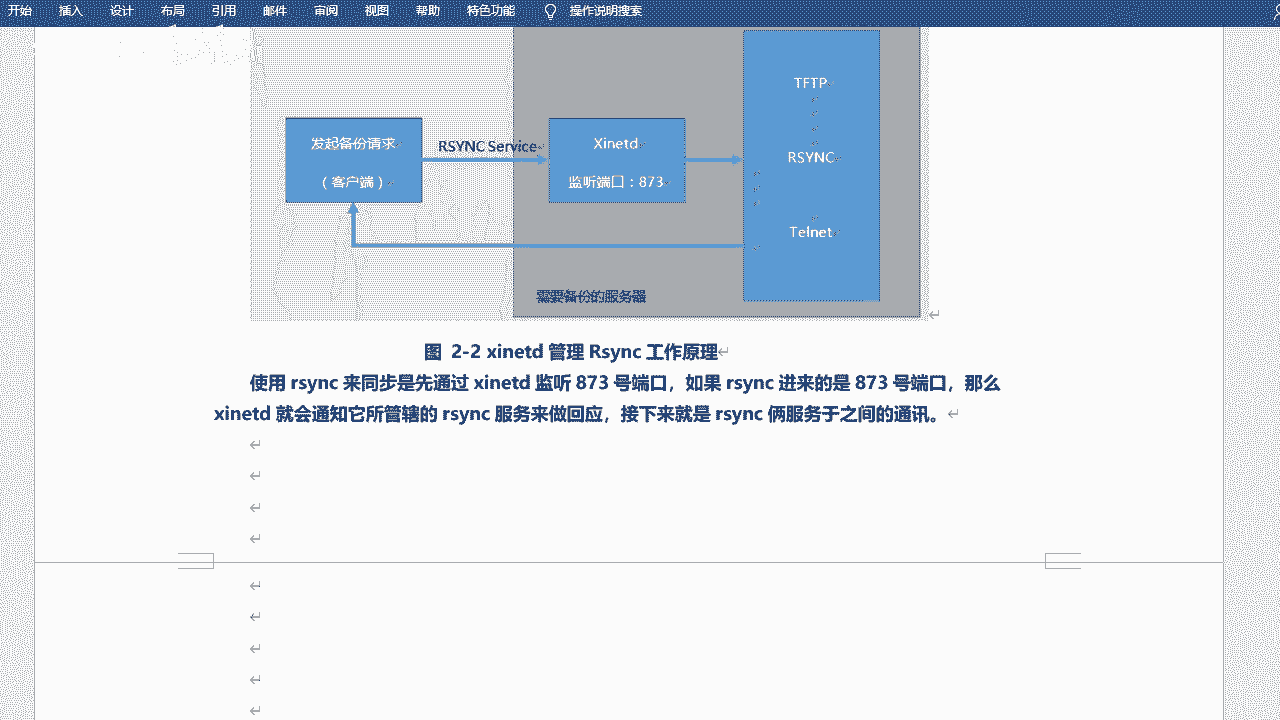 开始 插入 设计 布局 引用 邮件 审阅 视图 帮助 特色功能 操作说明搜索
TFTP
发起备份请求
（客户端）
RSYNC Service
Xinetd
监听端口：873
RSYNC
Telnet
需要备份的服务器
图 2-2 xinetd 管理 Rsync 工作原理
使用 rsync 来同步是先通过 xinetd 监听 873 号端口，如果 rsync 进来的是 873 号端口，那么
xinetd 就会通知它所管辖的 rsync 服务来做回应，接下来就是 rsync 俩服务于之间的通讯。